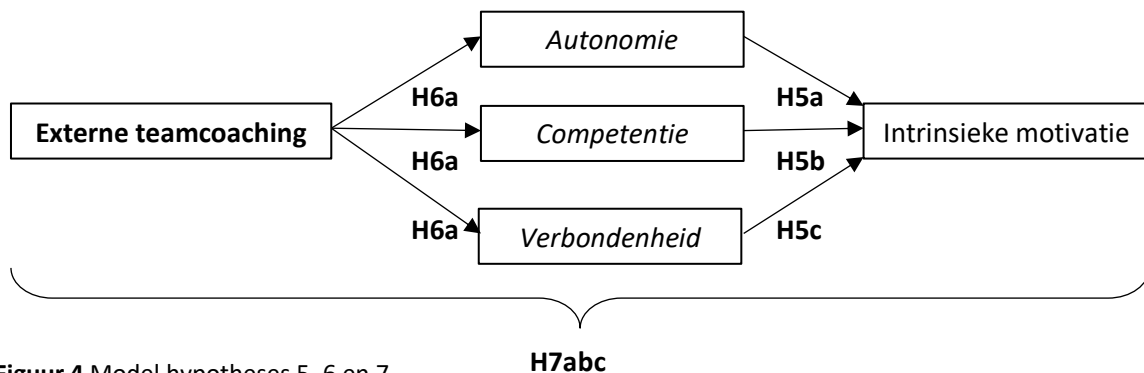 Autonomie
H6a
H5a
Externe teamcoaching
Competentie
Intrinsieke motivatie
H6a
H5b
H6a
Verbondenheid
H5c
H7abc
Figuur 4 Model hypotheses 5, 6 en 7